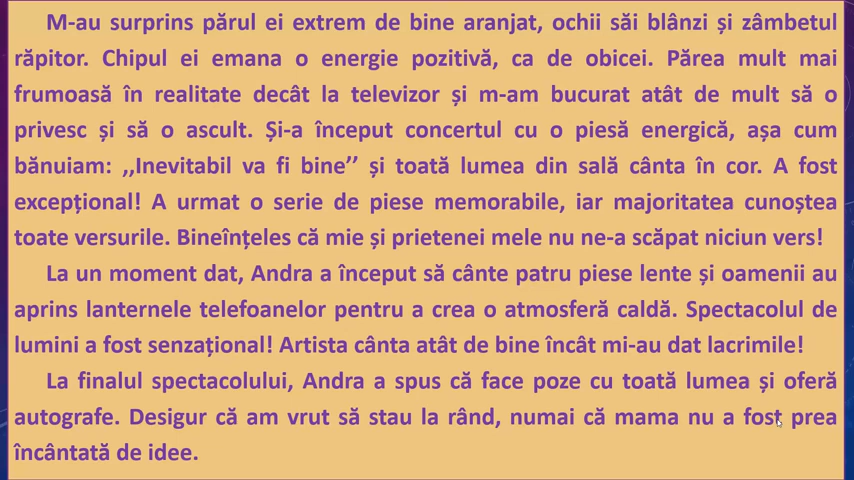 M-au surprins părul ei extrem de bine aranjat, ochii săi blânzi și zâmbetul
răpitor. Chipul ei emana o energie pozitivă, ca de obicei. Părea mult mai
frumoasă în realitate decât la televizor și m-am bucurat atât de mult să o
privesc și să o ascult. Și-a început concertul cu o piesă energică, așa cum
bănuiam: ,,Inevitabil va fi bine’’ și toată lumea din sală cânta în cor. A fost
excepțional! A urmat o serie de piese memorabile, iar majoritatea cunoștea
toate versurile. Bineînțeles că mie și prietenei mele nu ne-a scăpat niciun vers!
La un moment dat, Andra a început să cânte patru piese lente și oamenii au
aprins lanternele telefoanelor pentru a crea o atmosferă caldă. Spectacolul de
lumini a fost senzațional! Artista cânta atât de bine încât mi-au dat lacrimile!
La finalul spectacolului, Andra a spus că face poze cu toată lumea și oferă
autografe. Desigur că am vrut să stau la rând, numai că mama nu a fost prea
încântată de idee.